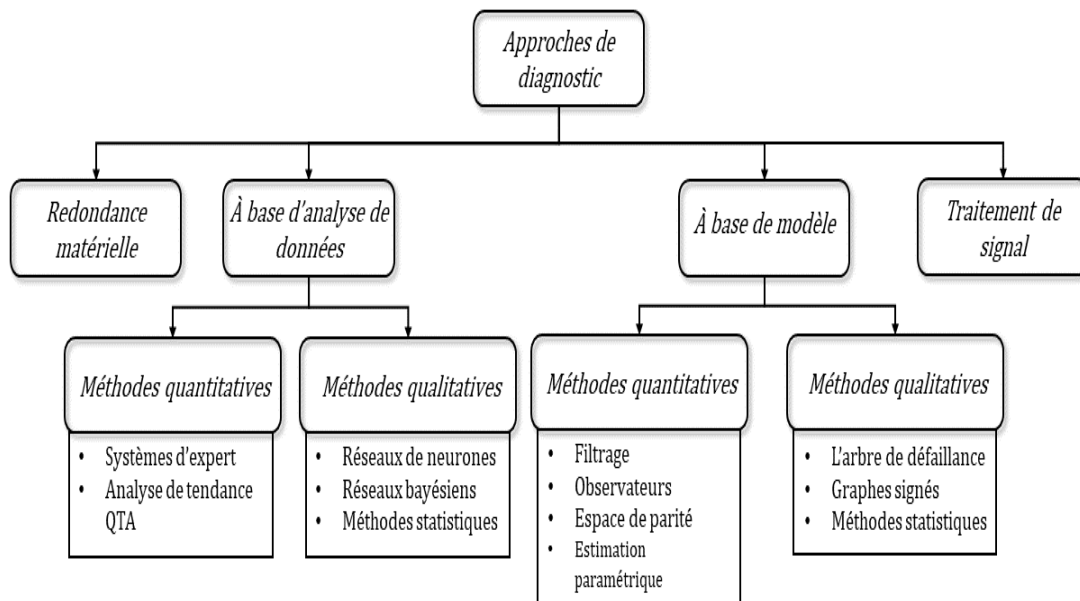 Approches de
diagnostic
Redondance
matérielle
À base d'analyse de
données
À base de modèle
Traitement de
signal
Méthodes quantitatives
• Systèmes d'expert
• Analyse de tendance
QTA
Méthodes qualitatives
• Réseaux de neurones
• Réseaux bayésiens
• Méthodes statistiques
Méthodes quantitatives
• Filtrage
• Observateurs
• Espace de parité
• Estimation
paramétrique
Méthodes qualitatives
• L'arbre de défaillance
• Graphes signés
• Méthodes statistiques